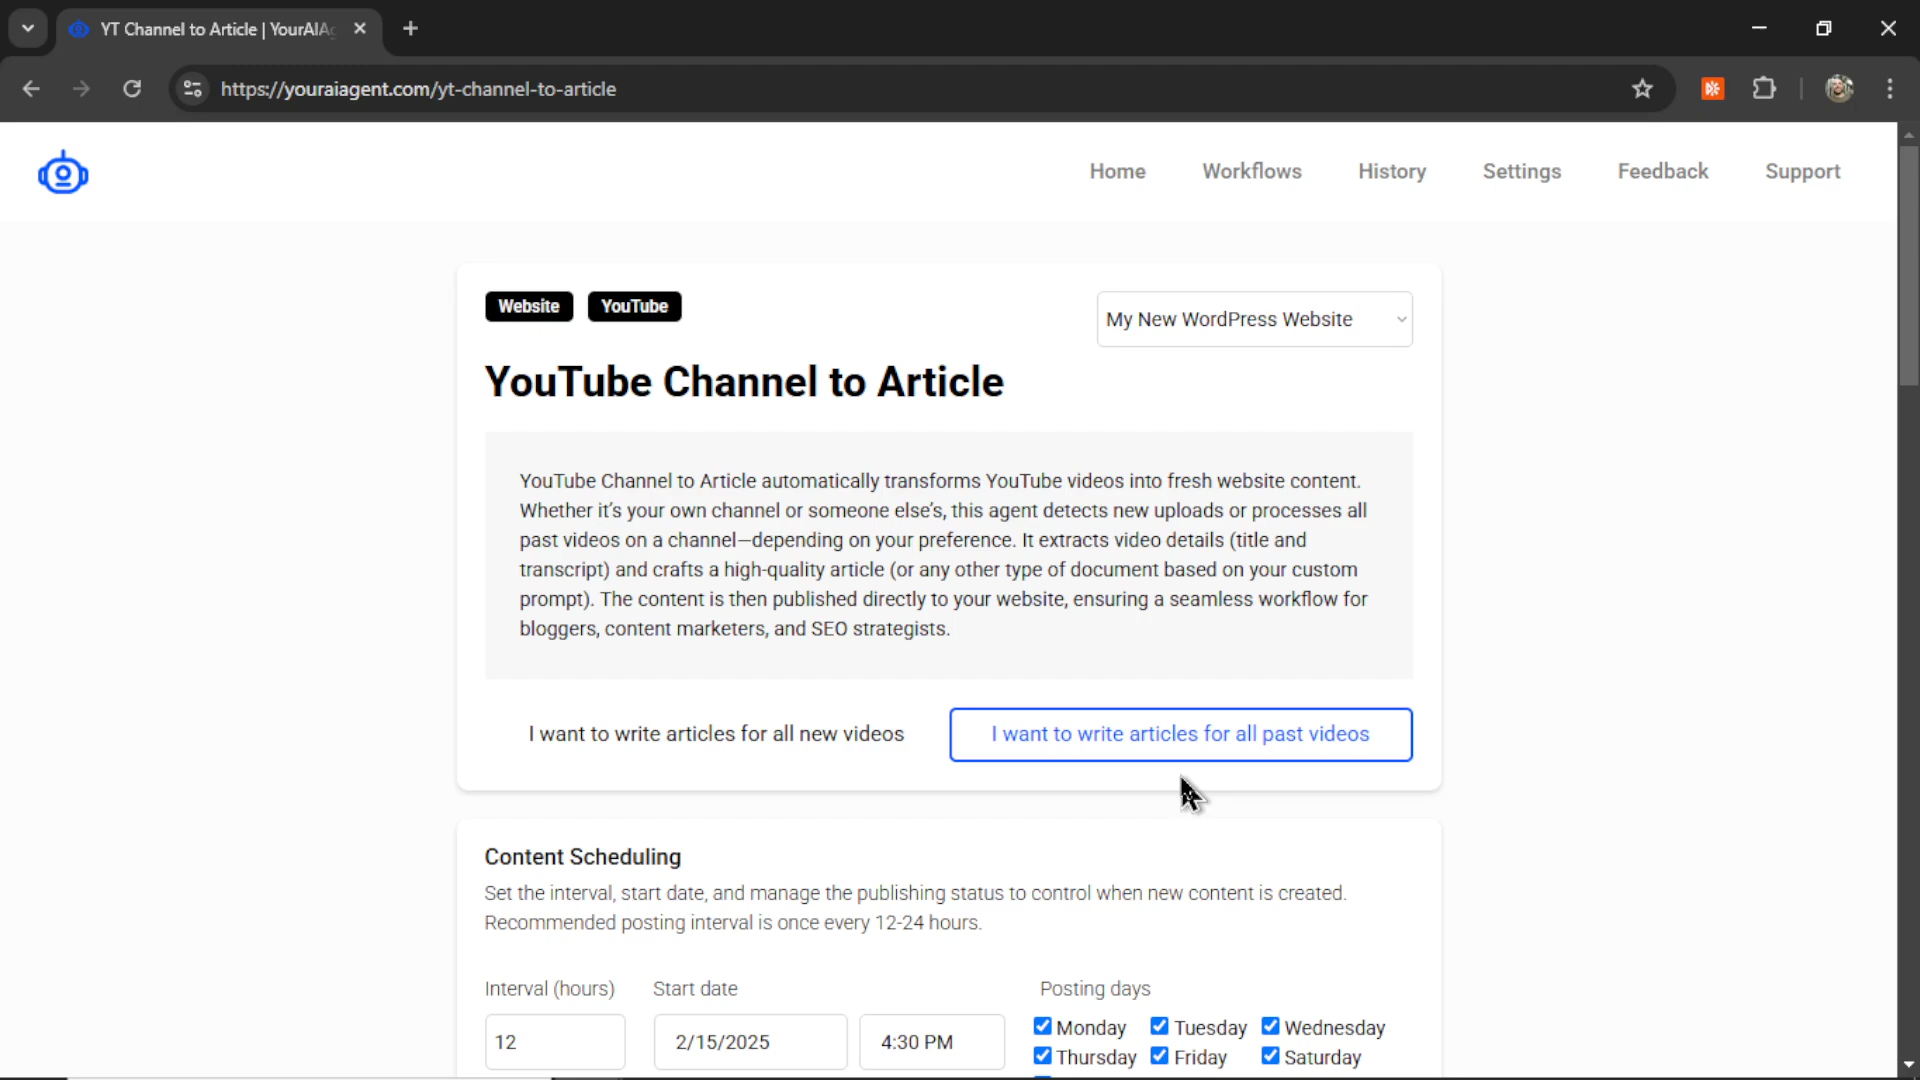 YT Channel to Article | YourAIAg
https://youraiagent.com/yt-channel-to-article
Home Workflows History Settings Feedback Support
Website YouTube
My New WordPress Website
YouTube Channel to Article
YouTube Channel to Article automatically transforms YouTube videos into fresh website content.
Whether it’s your own channel or someone else’s, this agent detects new uploads or processes all
past videos on a channel—depending on your preference. It extracts video details (title and
transcript) and crafts a high-quality article (or any other type of document based on your custom
prompt). The content is then published directly to your website, ensuring a seamless workflow for
bloggers, content marketers, and SEO strategists.
I want to write articles for all new videos I want to write articles for all past videos
Content Scheduling
Set the interval, start date, and manage the publishing status to control when new content is created.
Recommended posting interval is once every 12-24 hours.
Interval (hours) Start date Posting days
12 2/15/2025 4:30 PM
Monday Tuesday Wednesday
Thursday Friday Saturday